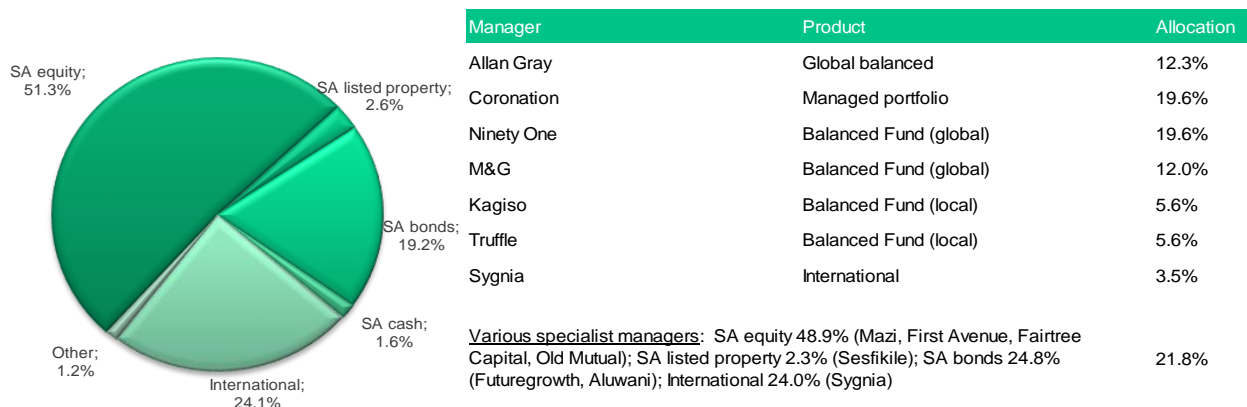 SA equity;
51.3%
SA listed property;
2.6%
SA bonds;
19.2%
SA cash;
1.6%
International;
24.1%
Other;
1.2%
Manager Product Allocation
Allan Gray Global balanced 12.3%
Coronation Managed portfolio 19.6%
Ninety One Balanced Fund (global) 19.6%
M&G Balanced Fund (global) 12.0%
Kagiso Balanced Fund (local) 5.6%
Truffle Balanced Fund (local) 5.6%
Sygnia International 3.5%
Various specialist managers: SA equity 48.9% (Mazi, First Avenue, Fairtree
Capital, Old Mutual); SA listed property 2.3% (Sesfikile); SA bonds 24.8%
(Futuregrowth, Aluwani); International 24.0% (Sygnia)
21.8%